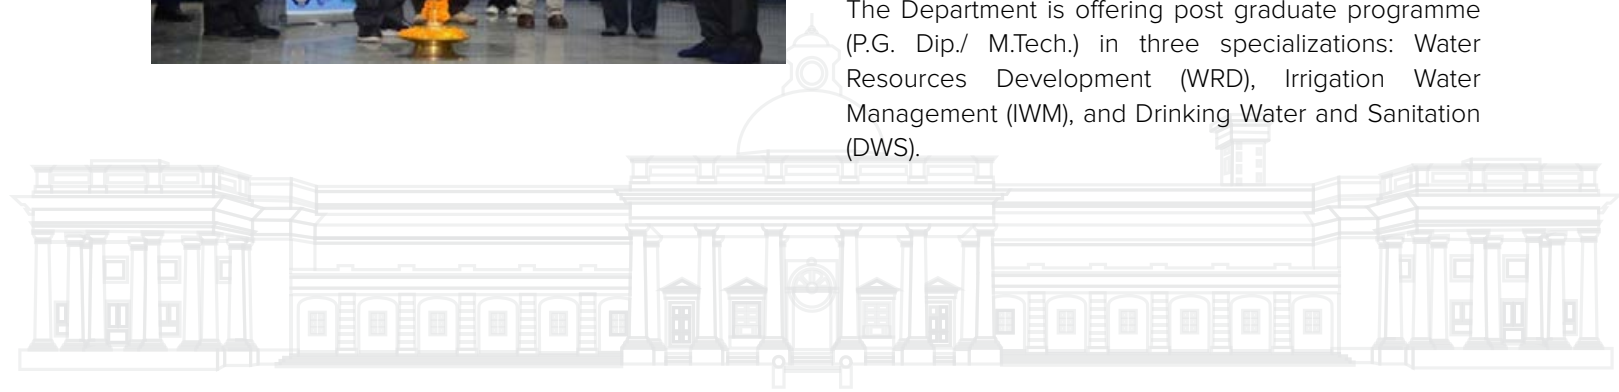 The Department is offering post graduate programme
(P.G. Dip./ M.Tech.) in three specializations: Water
Resources Development (WRD), Irrigation Water
Management (IWM), and Drinking Water and Sanitation
(DWS).